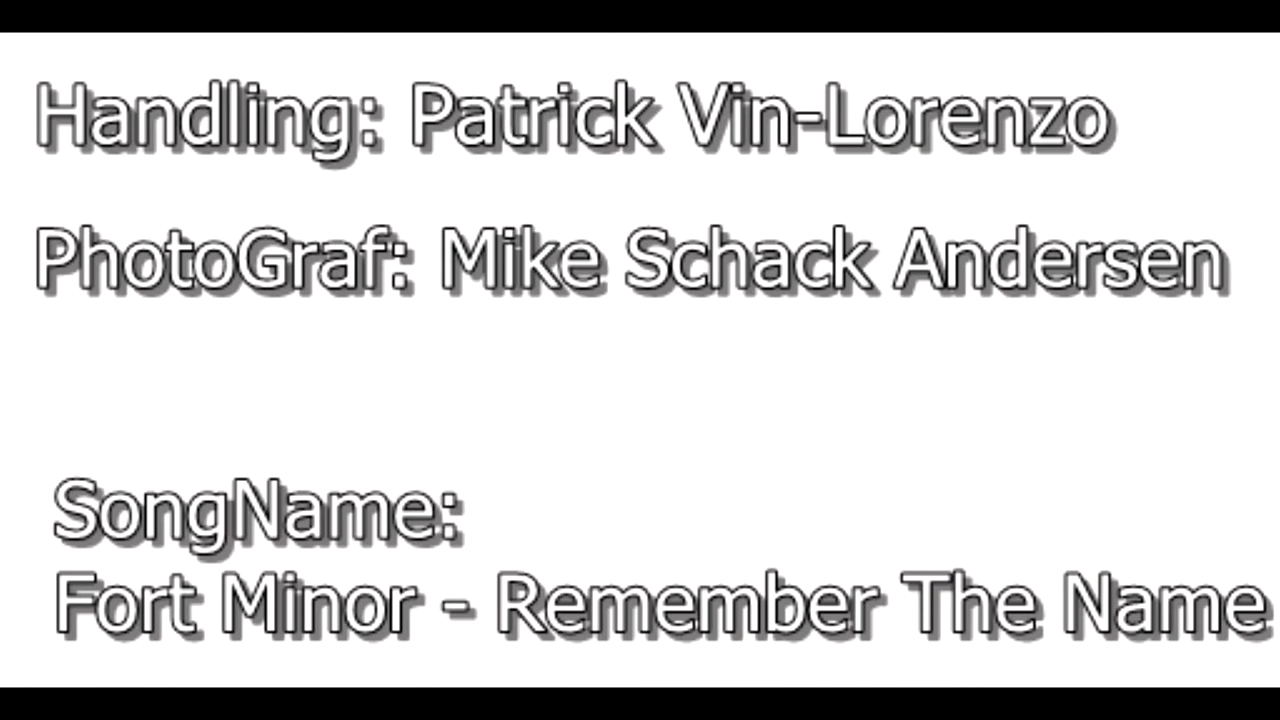 Handling: Patrick Vin-Lorenzo
PhotoGraf: Mike Schack Andersen
SongName:
Fort Minor - Remember The Name